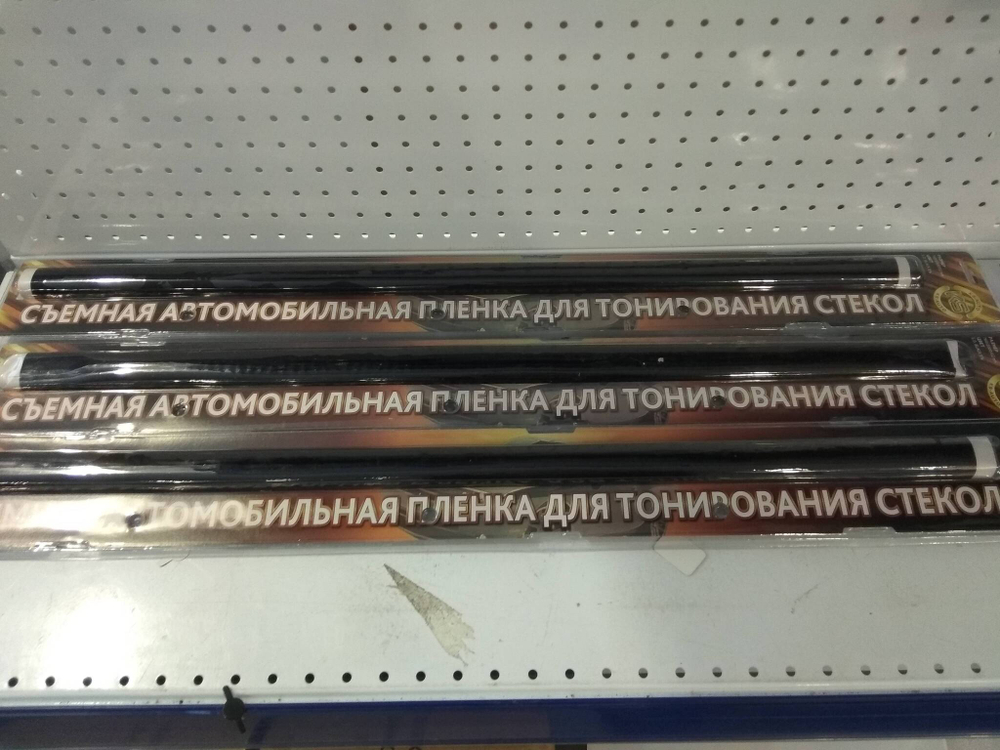 СЪЕМНАЯ АВТОМОБИЛЬНАЯ ПЛЕНКА ДЛЯ ТОНИРОВАНИЯ СТЕКОЛ
СЪЕМНАЯ АВТОМОБИЛЬНАЯ ПЛЕНКА ДЛЯ ТОНИРОВАНИЯ СТЕКОЛ
АВТОМОБИЛЬНАЯ ПЛЕНКА ДЛЯ ТОНИРОВАНИЯ СТЕКОЛ